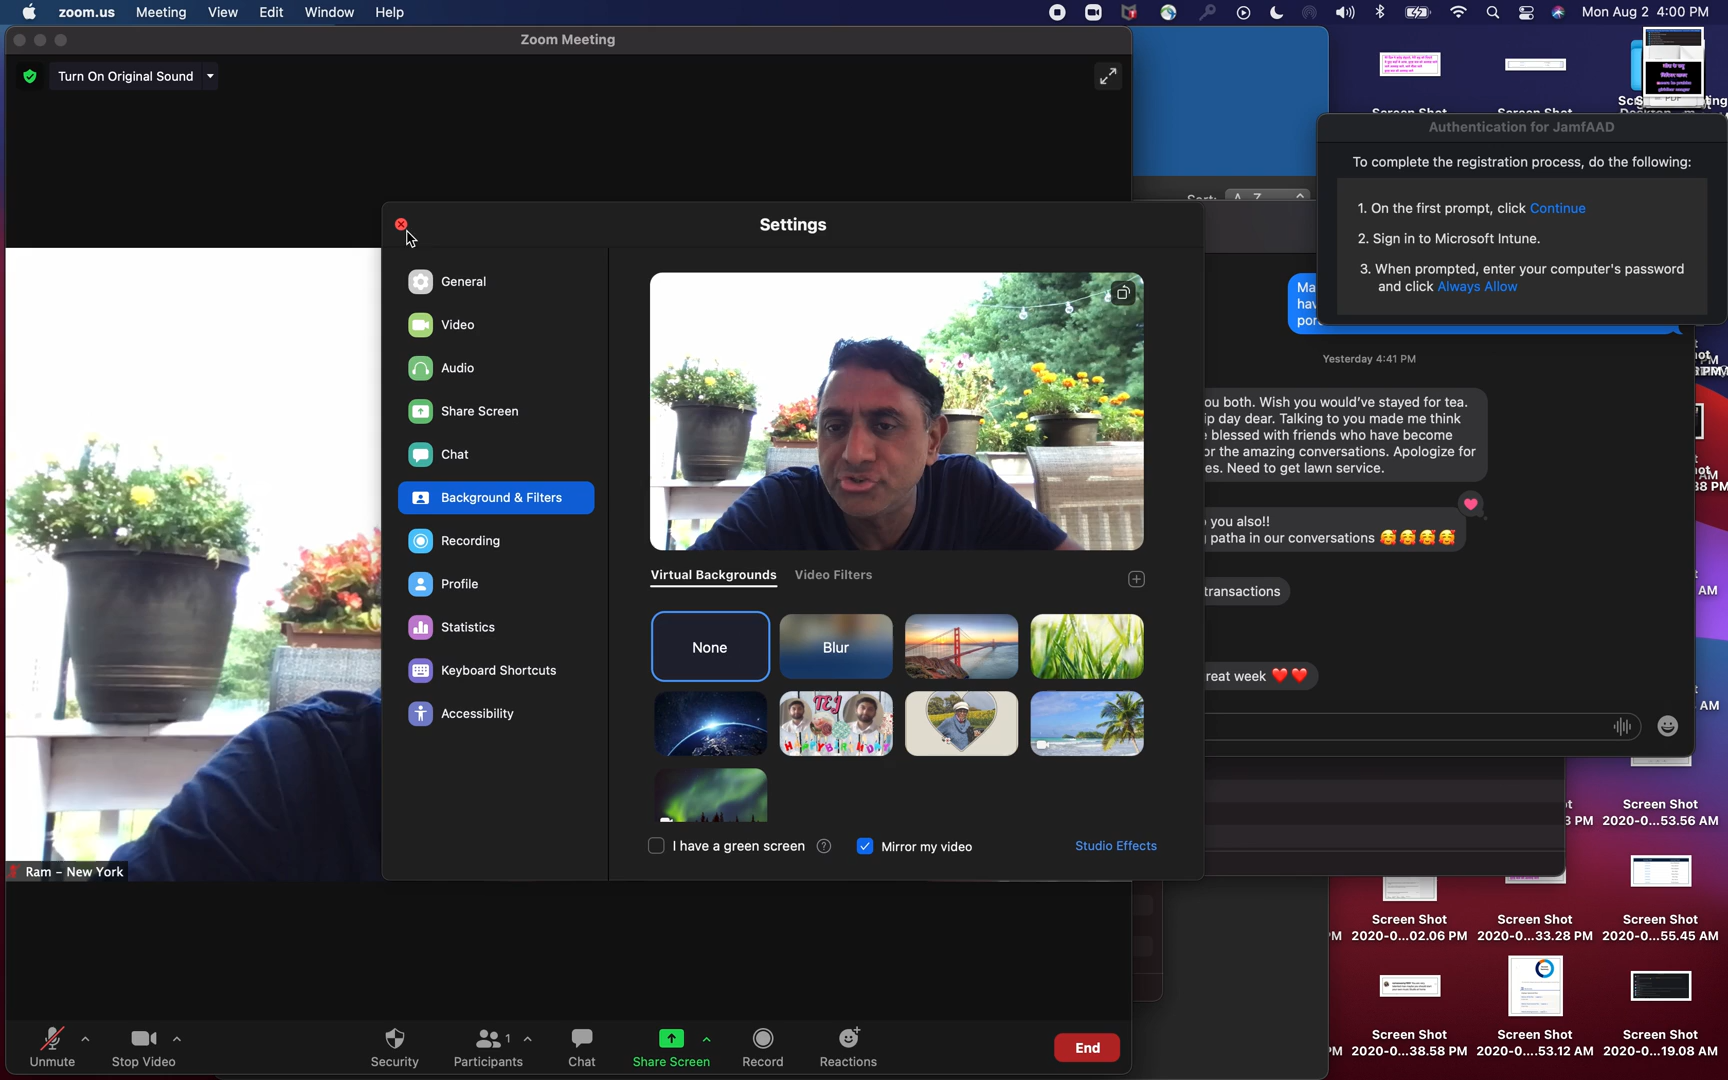 zoom.us Meeting View Edit Window Help
Mon Aug 2 4:00 PM
Zoom Meeting
Turn On Original Sound
Settings
General
Video
Audio
Share Screen
Chat
Background & Filters
Recording
Profile
Statistics
Keyboard Shortcuts
Accessibility
Virtual Backgrounds Video Filters
None
Blur
TEJ
I have a green screen ?
Mirror my video
Studio Effects
Ram - New York
Unmute
Stop Video
Security
1
Participants
Chat
Share Screen
Record
Reactions
End
Authentication for JamfAAD
To complete the registration process, do the following:
1. On the first prompt, click Continue
2. Sign in to Microsoft Intune.
3. When prompted, enter your computer's password
and click Always Allow
Yesterday 4:41 PM
ou both. Wish you would've stayed for tea.
ip day dear. Talking to you made me think
blessed with friends who have become
or the amazing conversations. Apologize for
es. Need to get lawn service.
you also!!
patha in our conversations 🥰🥰🥰🥰
transactions
reat week ❤️❤️
Screen Shot
2020-0...53.56 AM
Screen Shot
2020-0...02.06 PM
Screen Shot
2020-0...33.28 PM
Screen Shot
2020-0...55.45 AM
Screen Shot
2020-0...38.58 PM
Screen Shot
2020-0...53.12 AM
Screen Shot
2020-0...19.08 AM